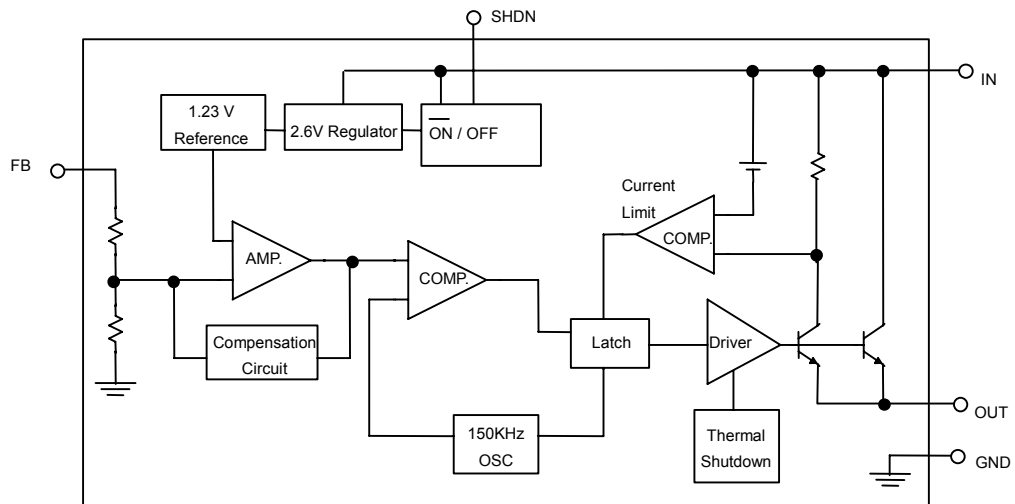 SHDN
IN
1.23 V
Reference
2.6V Regulator
ON / OFF
FB
Current
Limit
COMP.
AMP.
COMP.
Compensation
Circuit
Latch
Driver
OUT
150KHz
OSC
Thermal
Shutdown
GND